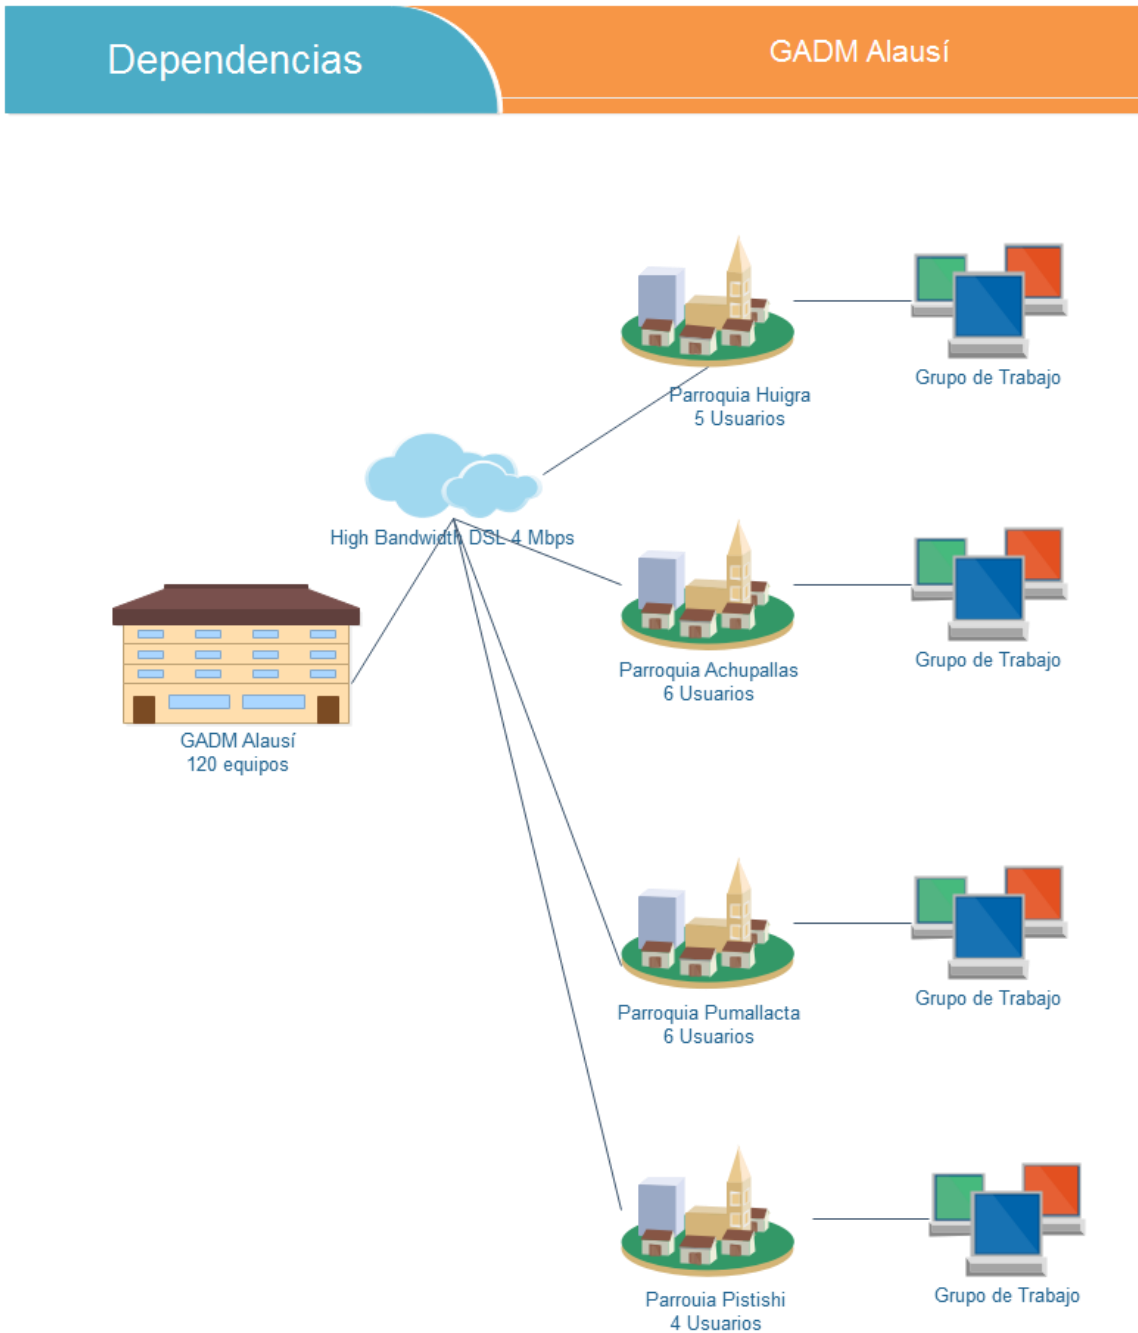 Dependencias
GADM Alausí
Parroquia Huigra
5 Usuarios
Grupo de Trabajo
High Bandwidth DSL 4 Mbps
Parroquia Achupallas
6 Usuarios
Grupo de Trabajo
GADM Alausí
120 equipos
Parroquia Pumallacta
6 Usuarios
Grupo de Trabajo
Parrouia Pistishi
4 Usuarios
Grupo de Trabajo